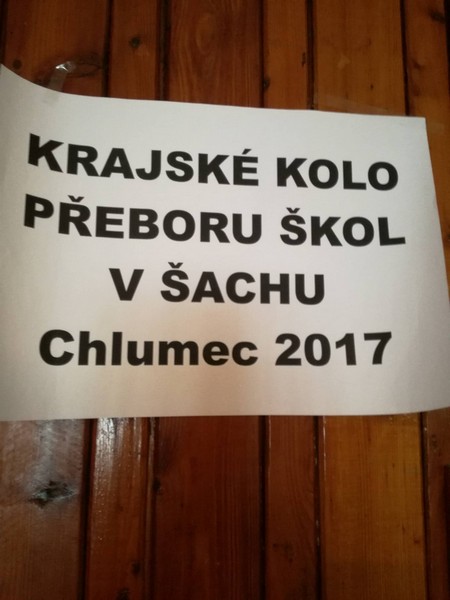 KRAJSKÉ KOLO
PŘEBORU ŠKOL
V ŠACHU
Chlumec 2017